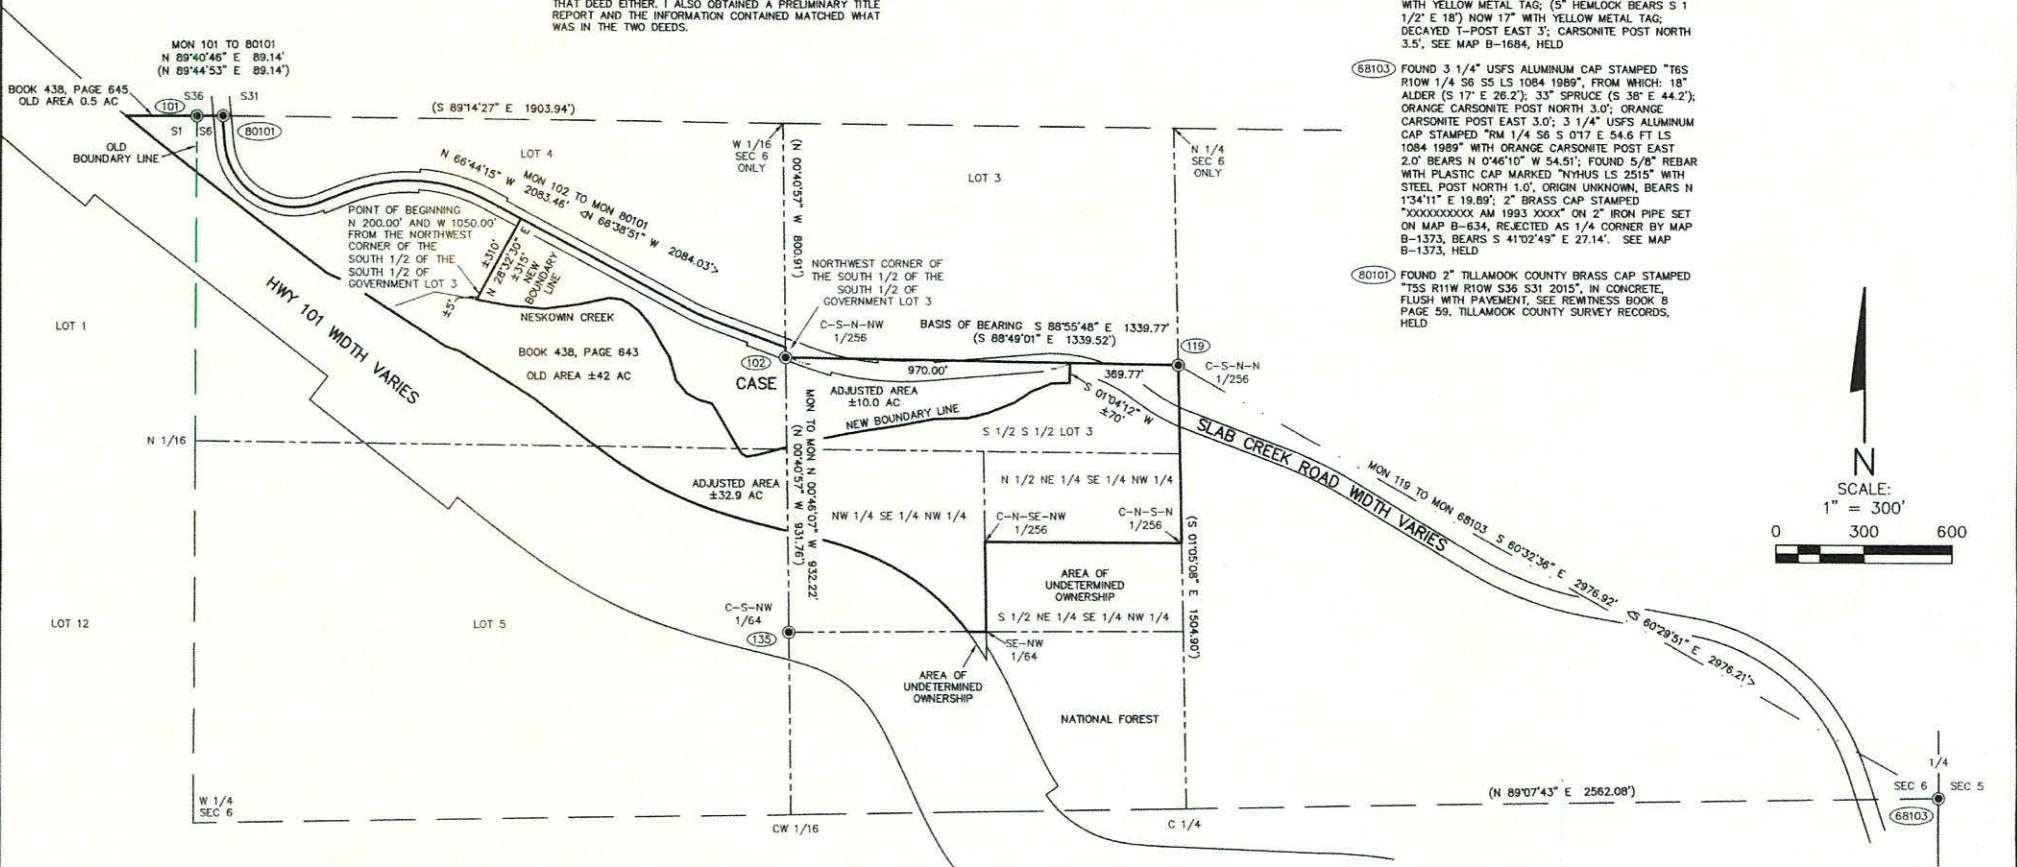 THAT DEED EITHER. I ALSO OBTAINED A PRELIMINARY TITLE
REPORT AND THE INFORMATION CONTAINED MATCHED WHAT
WAS IN THE TWO DEEDS.
MON 101 TO 80101
N 89°40'46" E 89.14'
(N 89°44'53" E 89.14')
BOOK 438, PAGE 645
OLD AREA 0.5 AC
S36
S31
101
S1
S6
80101
OLD
BOUNDARY LINE
(S 89°14'27" E 1903.94')
LOT 4
N 66°44'15" W 2083.46'
MON 102 TO MON 80101
<N 66°38'51" W 2084.03'>
W 1/16
SEC 6
ONLY
(N 00°40'57" W 800.91')
LOT 3
N 1/4
SEC 6
ONLY
POINT OF BEGINNING
N 200.00' AND W 1050.00'
FROM THE NORTHWEST
CORNER OF THE
SOUTH 1/2 OF THE
SOUTH 1/2 OF
GOVERNMENT LOT 3
±310'
N 28°32'30" E
±315'
NEW
BOUNDARY
LINE
±5'
NESKOWIN CREEK
NORTHWEST CORNER OF
THE SOUTH 1/2 OF THE
SOUTH 1/2 OF
GOVERNMENT LOT 3
LOT 1
HWY 101 WIDTH VARIES
BOOK 438, PAGE 643
OLD AREA ±42 AC
102
CASE
C-S-N-NW
1/256
BASIS OF BEARING S 88°55'48" E 1339.77'
(S 88°49'01" E 1339.52')
119
C-S-N-N
1/256
970.00'
369.77'
ADJUSTED AREA
±10.0 AC
NEW BOUNDARY LINE
S 01°04'12" W
±70'
S 1/2 S 1/2 LOT 3
SLAB CREEK ROAD WIDTH VARIES
N 1/16
MON TO MON N 00°46'07" W 932.22'
(N 00°40'57" W 931.76')
ADJUSTED AREA
±32.9 AC
N 1/2 NE 1/4 SE 1/4 NW 1/4
NW 1/4 SE 1/4 NW 1/4
C-N-SE-NW
1/256
C-N-S-N
1/256
MON 119 TO MON 68103 S 60°32'36" E 2976.92'
<S 60°29'51" E 2976.21'>
(S 01°05'08" E 1504.90')
AREA OF
UNDETERMINED
OWNERSHIP
S 1/2 NE 1/4 SE 1/4 NW 1/4
C-S-NW
1/64
135
SE-NW
1/64
LOT 12
LOT 5
AREA OF
UNDETERMINED
OWNERSHIP
NATIONAL FOREST
W 1/4
SEC 6
CW 1/16
C 1/4
(N 89°07'43" E 2562.08')
1/4
SEC 6
SEC 5
68103
WITH YELLOW METAL TAG; (5" HEMLOCK BEARS S 1
1/2° E 18') NOW 17" WITH YELLOW METAL TAG;
DECAYED T-POST EAST 3'; CARSONITE POST NORTH
3.5', SEE MAP B-1684, HELD
68103 FOUND 3 1/4" USFS ALUMINUM CAP STAMPED "T6S
R10W 1/4 S6 S5 LS 1084 1989", FROM WHICH: 18"
ALDER (S 17° E 26.2'); 33" SPRUCE (S 38° E 44.2');
ORANGE CARSONITE POST NORTH 3.0'; ORANGE
CARSONITE POST EAST 3.0'; 3 1/4" USFS ALUMINUM
CAP STAMPED "RM 1/4 S6 S 0°17 E 54.6 FT LS
1084 1989" WITH ORANGE CARSONITE POST EAST
2.0' BEARS N 0°46'10" W 54.51'; FOUND 5/8" REBAR
WITH PLASTIC CAP MARKED "NYHUS LS 2515" WITH
STEEL POST NORTH 1.0', ORIGIN UNKNOWN, BEARS N
1°34'11" E 19.89'; 2" BRASS CAP STAMPED
"XXXXXXXXXX AM 1993 XXXX" ON 2" IRON PIPE SET
ON MAP B-634, REJECTED AS 1/4 CORNER BY MAP
B-1373, BEARS S 41°02'49" E 27.14'. SEE MAP
B-1373, HELD
80101 FOUND 2" TILLAMOOK COUNTY BRASS CAP STAMPED
"T5S R11W R10W S36 S31 2015", IN CONCRETE,
FLUSH WITH PAVEMENT, SEE REWITNESS BOOK 8
PAGE 59, TILLAMOOK COUNTY SURVEY RECORDS,
HELD
N
SCALE:
1" = 300'
0 300 600